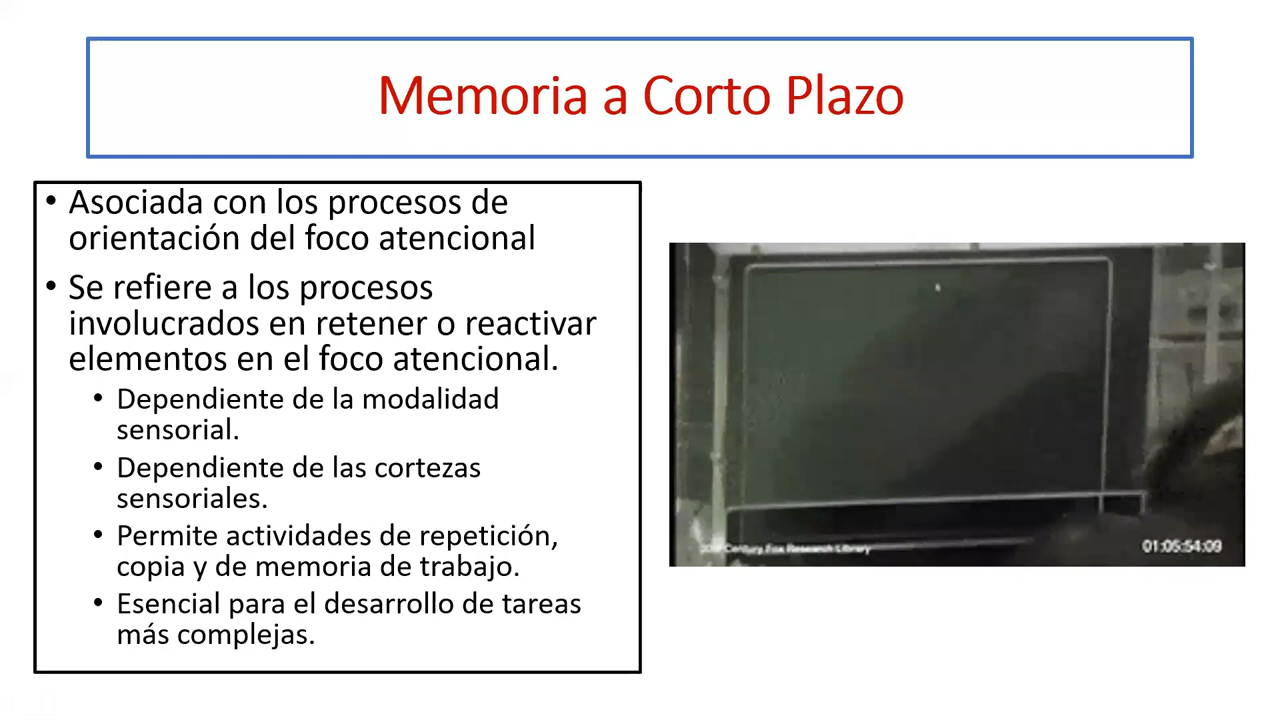 Memoria a Corto Plazo
• Asociada con los procesos de
orientación del foco atencional
• Se refiere a los procesos
involucrados en retener o reactivar
elementos en el foco atencional.
• Dependiente de la modalidad
sensorial.
• Dependiente de las cortezas
sensoriales.
• Permite actividades de repetición,
copia y de memoria de trabajo.
• Esencial para el desarrollo de tareas
más complejas.
Century Fox Research Library
01:05:54:09